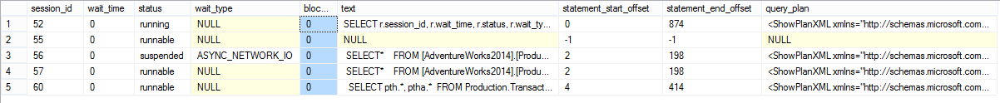 session_id wait_time status wait_type bloc... text statement_start_offset statement_end_offset query_plan
1 52 0 running NULL 0 SELECT r.session_id, r.wait_time, r.status, r.wait_ty... 0 874 <ShowPlanXML xmlns="http://schemas.microsoft.com...
2 55 0 runnable NULL 0 NULL -1 -1 NULL
3 56 0 suspended ASYNC_NETWORK_IO 0 SELECT* FROM [AdventureWorks2014].[Produ... 2 198 <ShowPlanXML xmlns="http://schemas.microsoft.com...
4 57 0 runnable NULL 0 SELECT* FROM [AdventureWorks2014].[Produ... 2 198 <ShowPlanXML xmlns="http://schemas.microsoft.com...
5 60 0 runnable NULL 0 SELECT pth.*, ptha.* FROM Production.Transact... 4 414 <ShowPlanXML xmlns="http://schemas.microsoft.com...